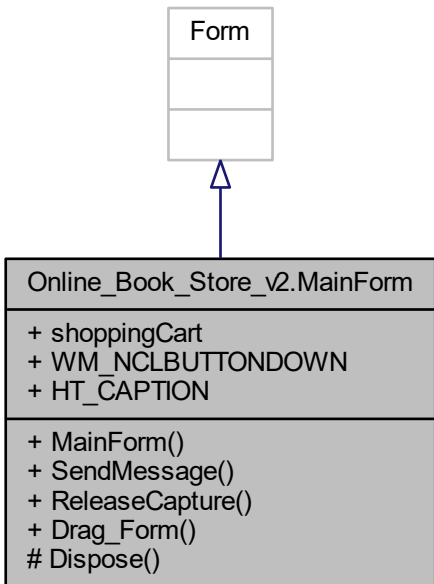 Form
Online_Book_Store_v2.MainForm
+ shoppingCart
+ WM_NCLBUTTONDOWN
+ HT_CAPTION
+ MainForm()
+ SendMessage()
+ ReleaseCapture()
+ Drag_Form()
# Dispose()